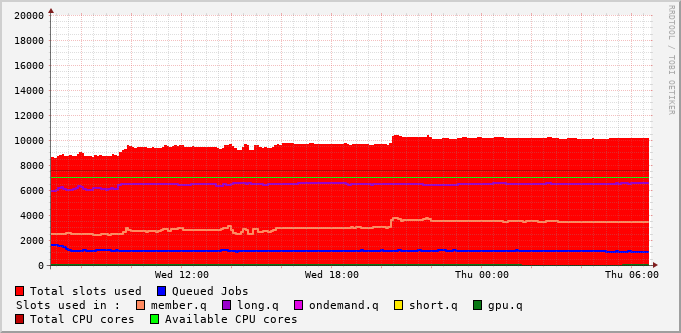 20000
18000
16000
14000
12000
10000
8000
6000
4000
2000
0
Wed 12:00 Wed 18:00 Thu 00:00 Thu 06:00
Total slots used Queued Jobs
Slots used in : member.q long.q ondemand.q short.q gpu.q
Total CPU cores Available CPU cores
RRDTOOL / TOBI OETIKER